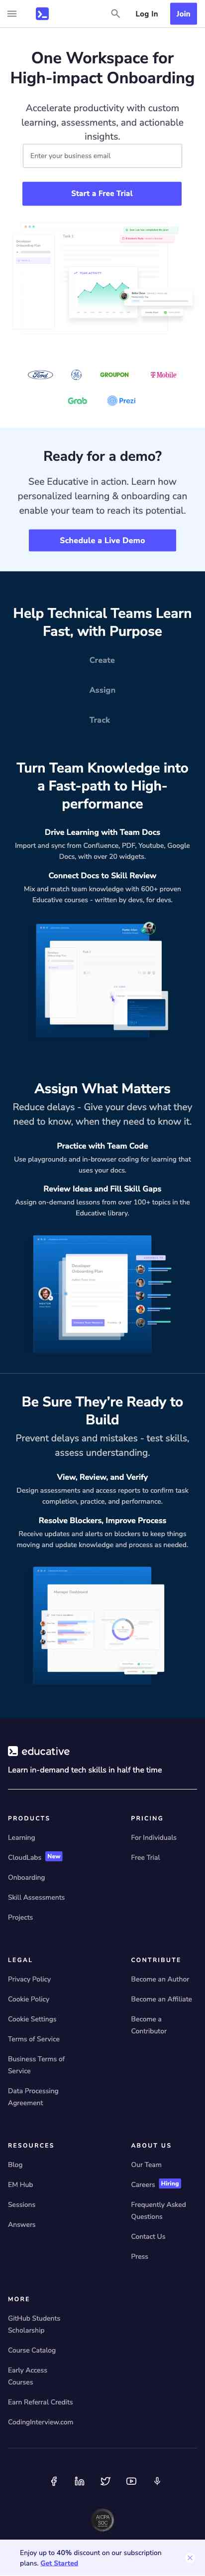 Log In
Join
One Workspace for
High-impact Onboarding
Accelerate productivity with custom
learning, assessments, and actionable
insights.
Enter your business email
Start a Free Trial
Task 1
Ford
GE
GROUPON
T Mobile
Grab
Prezi
Ready for a demo?
See Educative in action. Learn how
personalized learning & onboarding can
enable your team to reach its potential.
Schedule a Live Demo
Help Technical Teams Learn
Fast, with Purpose
Create
Assign
Track
Turn Team Knowledge into
a Fast-path to High-
performance
Drive Learning with Team Docs
Import and sync from Confluence, PDF, Youtube, Google
Docs, with over 20 widgets.
Connect Docs to Skill Review
Mix and match team knowledge with 600+ proven
Educative courses - written by devs, for devs.
Task 1
Assign What Matters
Reduce delays - Give your devs what they
need to know, when they need to know it.
Practice with Team Code
Use playgrounds and in-browser coding for learning that
uses your docs.
Review Ideas and Fill Skill Gaps
Assign on-demand lessons from over 100+ topics in the
Educative library.
Developer
Onboarding Plan
Be Sure They're Ready to
Build
Prevent delays and mistakes - test skills,
assess understanding.
View, Review, and Verify
Design assessments and access reports to confirm task
completion, practice, and performance.
Resolve Blockers, Improve Process
Receive updates and alerts on blockers to keep things
moving and update knowledge and process as needed.
Manage Dashboard
educative
Learn in-demand tech skills in half the time
PRODUCTS
Learning
CloudLabs New
Onboarding
Skill Assessments
Projects
PRICING
For Individuals
Free Trial
LEGAL
Privacy Policy
Cookie Policy
Cookie Settings
Terms of Service
Business Terms of
Service
Data Processing
Agreement
CONTRIBUTE
Become an Author
Become an Affiliate
Become a
Contributor
RESOURCES
Blog
EM Hub
Sessions
Answers
ABOUT US
Our Team
Careers Hiring
Frequently Asked
Questions
Contact Us
Press
MORE
GitHub Students
Scholarship
Course Catalog
Early Access
Courses
Earn Referral Credits
CodingInterview.com
AICPA
SOC
Enjoy up to 40% discount on our subscription
plans. Get Started